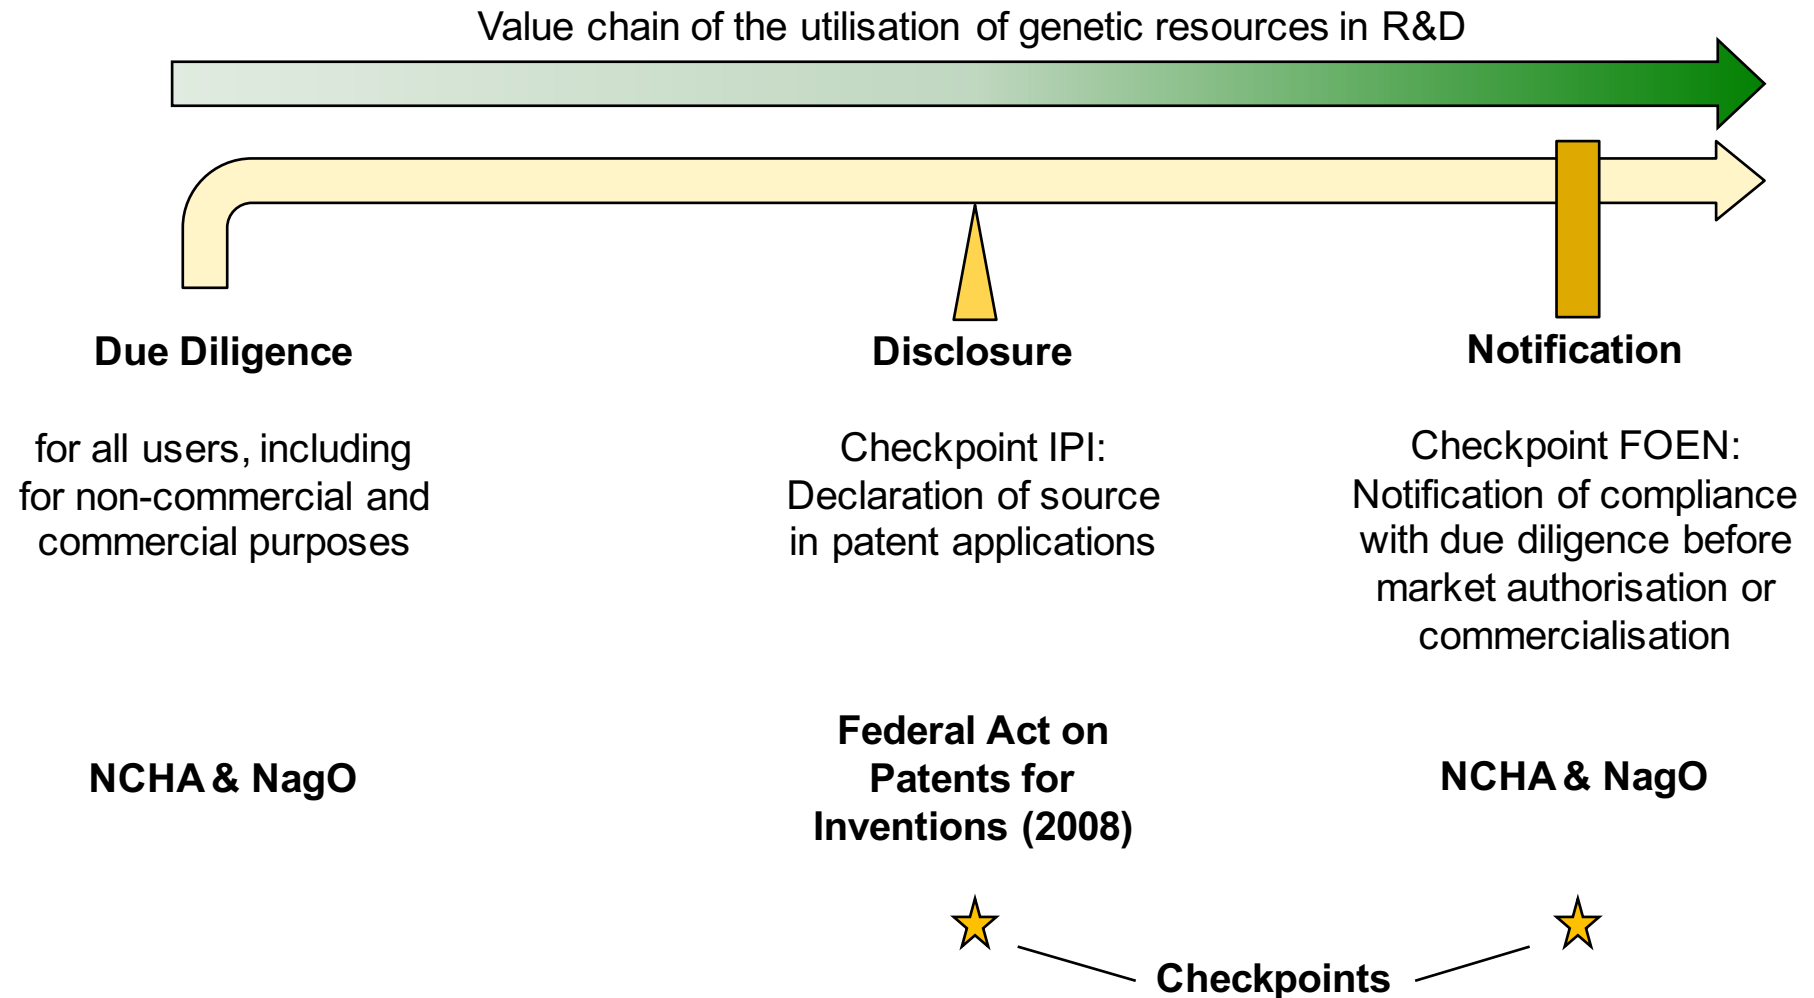 Value chain of the utilisation of genetic resources in R&D
Due Diligence
for all users, including
for non-commercial and
commercial purposes
NCHA & NagO
Disclosure
Checkpoint IPI:
Declaration of source
in patent applications
Federal Act on
Patents for
Inventions (2008)
Notification
Checkpoint FOEN:
Notification of compliance
with due diligence before
market authorisation or
commercialisation
NCHA & NagO
Checkpoints